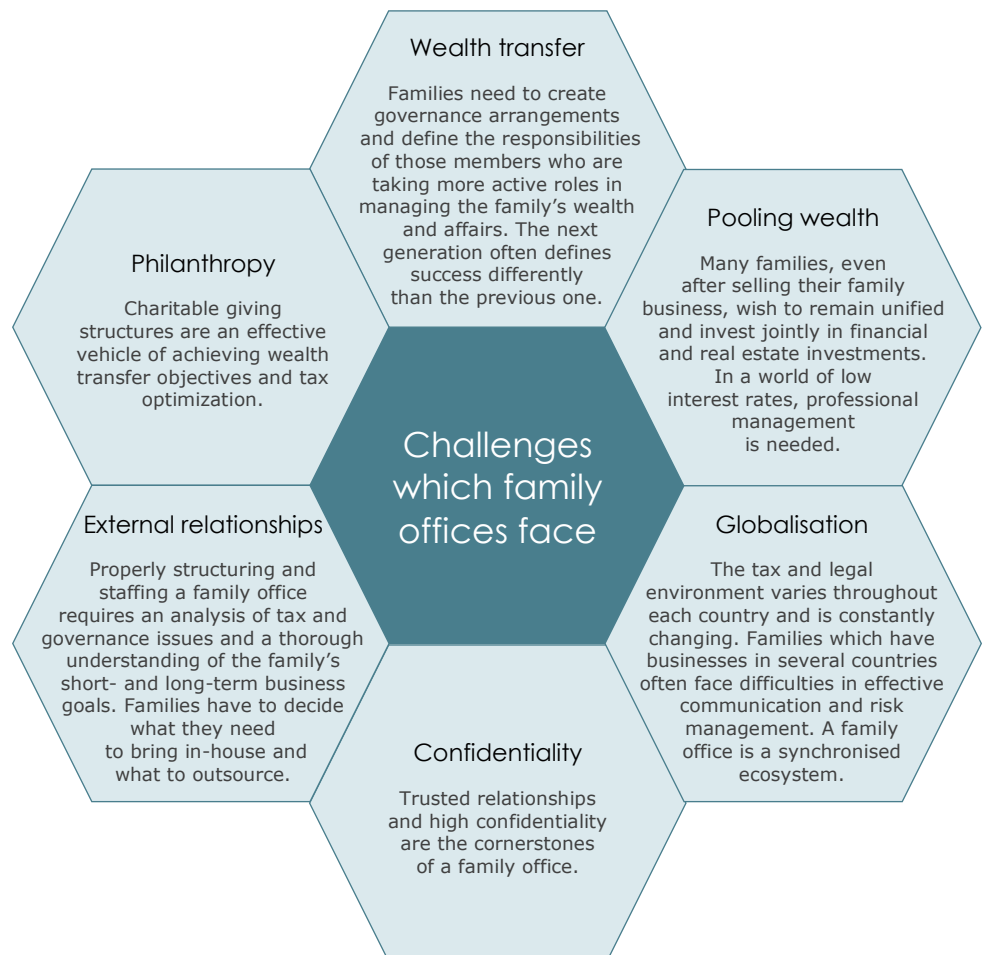 Wealth transfer
Families need to create
governance arrangements
and define the responsibilities
of those members who are
taking more active roles in
managing the family’s wealth
and affairs. The next
generation often defines
success differently
than the previous one.
Pooling wealth
Many families, even
after selling their family
business, wish to remain unified
and invest jointly in financial
and real estate investments.
In a world of low
interest rates, professional
management
is needed.
Philanthropy
Charitable giving
structures are an effective
vehicle of achieving wealth
transfer objectives and tax
optimization.
Challenges
which family
offices face
External relationships
Properly structuring and
staffing a family office
requires an analysis of tax and
governance issues and a thorough
understanding of the family’s
short- and long-term business
goals. Families have to decide
what they need
to bring in-house and
what to outsource.
Globalisation
The tax and legal
environment varies throughout
each country and is constantly
changing. Families which have
businesses in several countries
often face difficulties in effective
communication and risk
management. A family
office is a synchronised
ecosystem.
Confidentiality
Trusted relationships
and high confidentiality
are the cornerstones
of a family office.